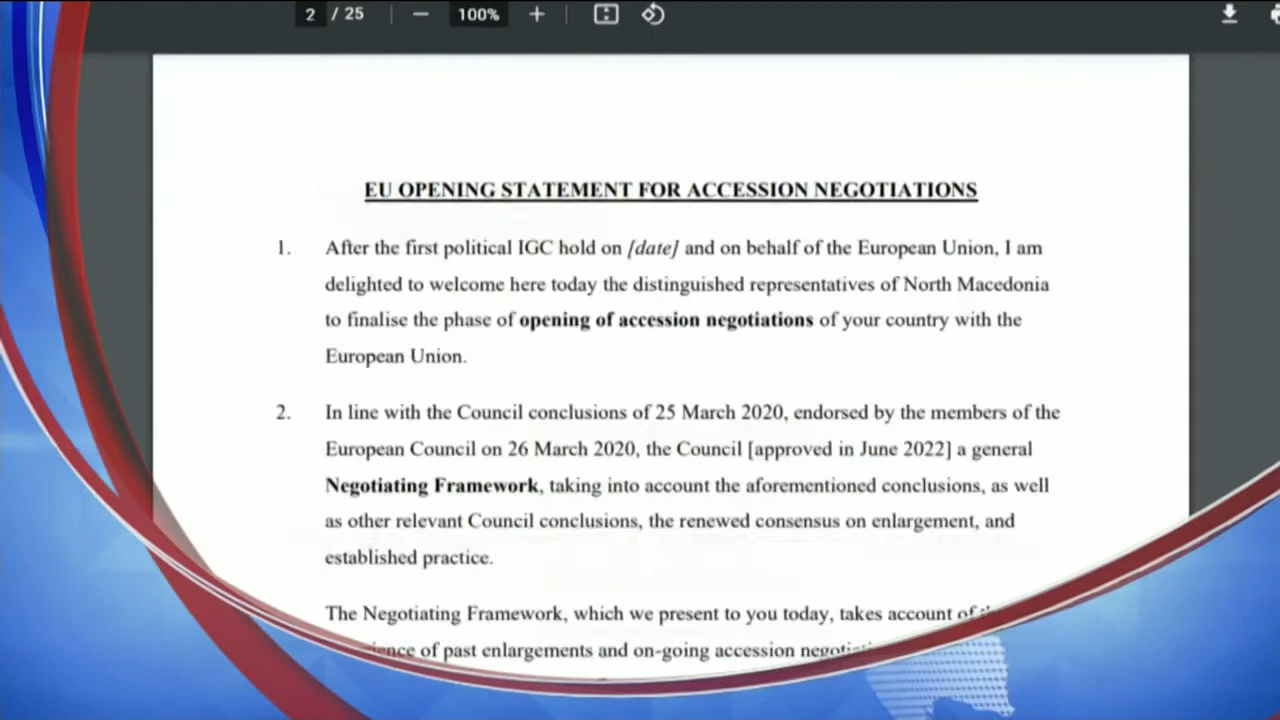 2 / 25 — 100% +
EU OPENING STATEMENT FOR ACCESSION NEGOTIATIONS
1. After the first political IGC hold on [date] and on behalf of the European Union, I am
delighted to welcome here today the distinguished representatives of North Macedonia
to finalise the phase of opening of accession negotiations of your country with the
European Union.
2. In line with the Council conclusions of 25 March 2020, endorsed by the members of the
European Council on 26 March 2020, the Council [approved in June 2022] a general
Negotiating Framework, taking into account the aforementioned conclusions, as well
as other relevant Council conclusions, the renewed consensus on enlargement, and
established practice.
The Negotiating Framework, which we present to you today, takes account of
of past enlargements and on-going accession